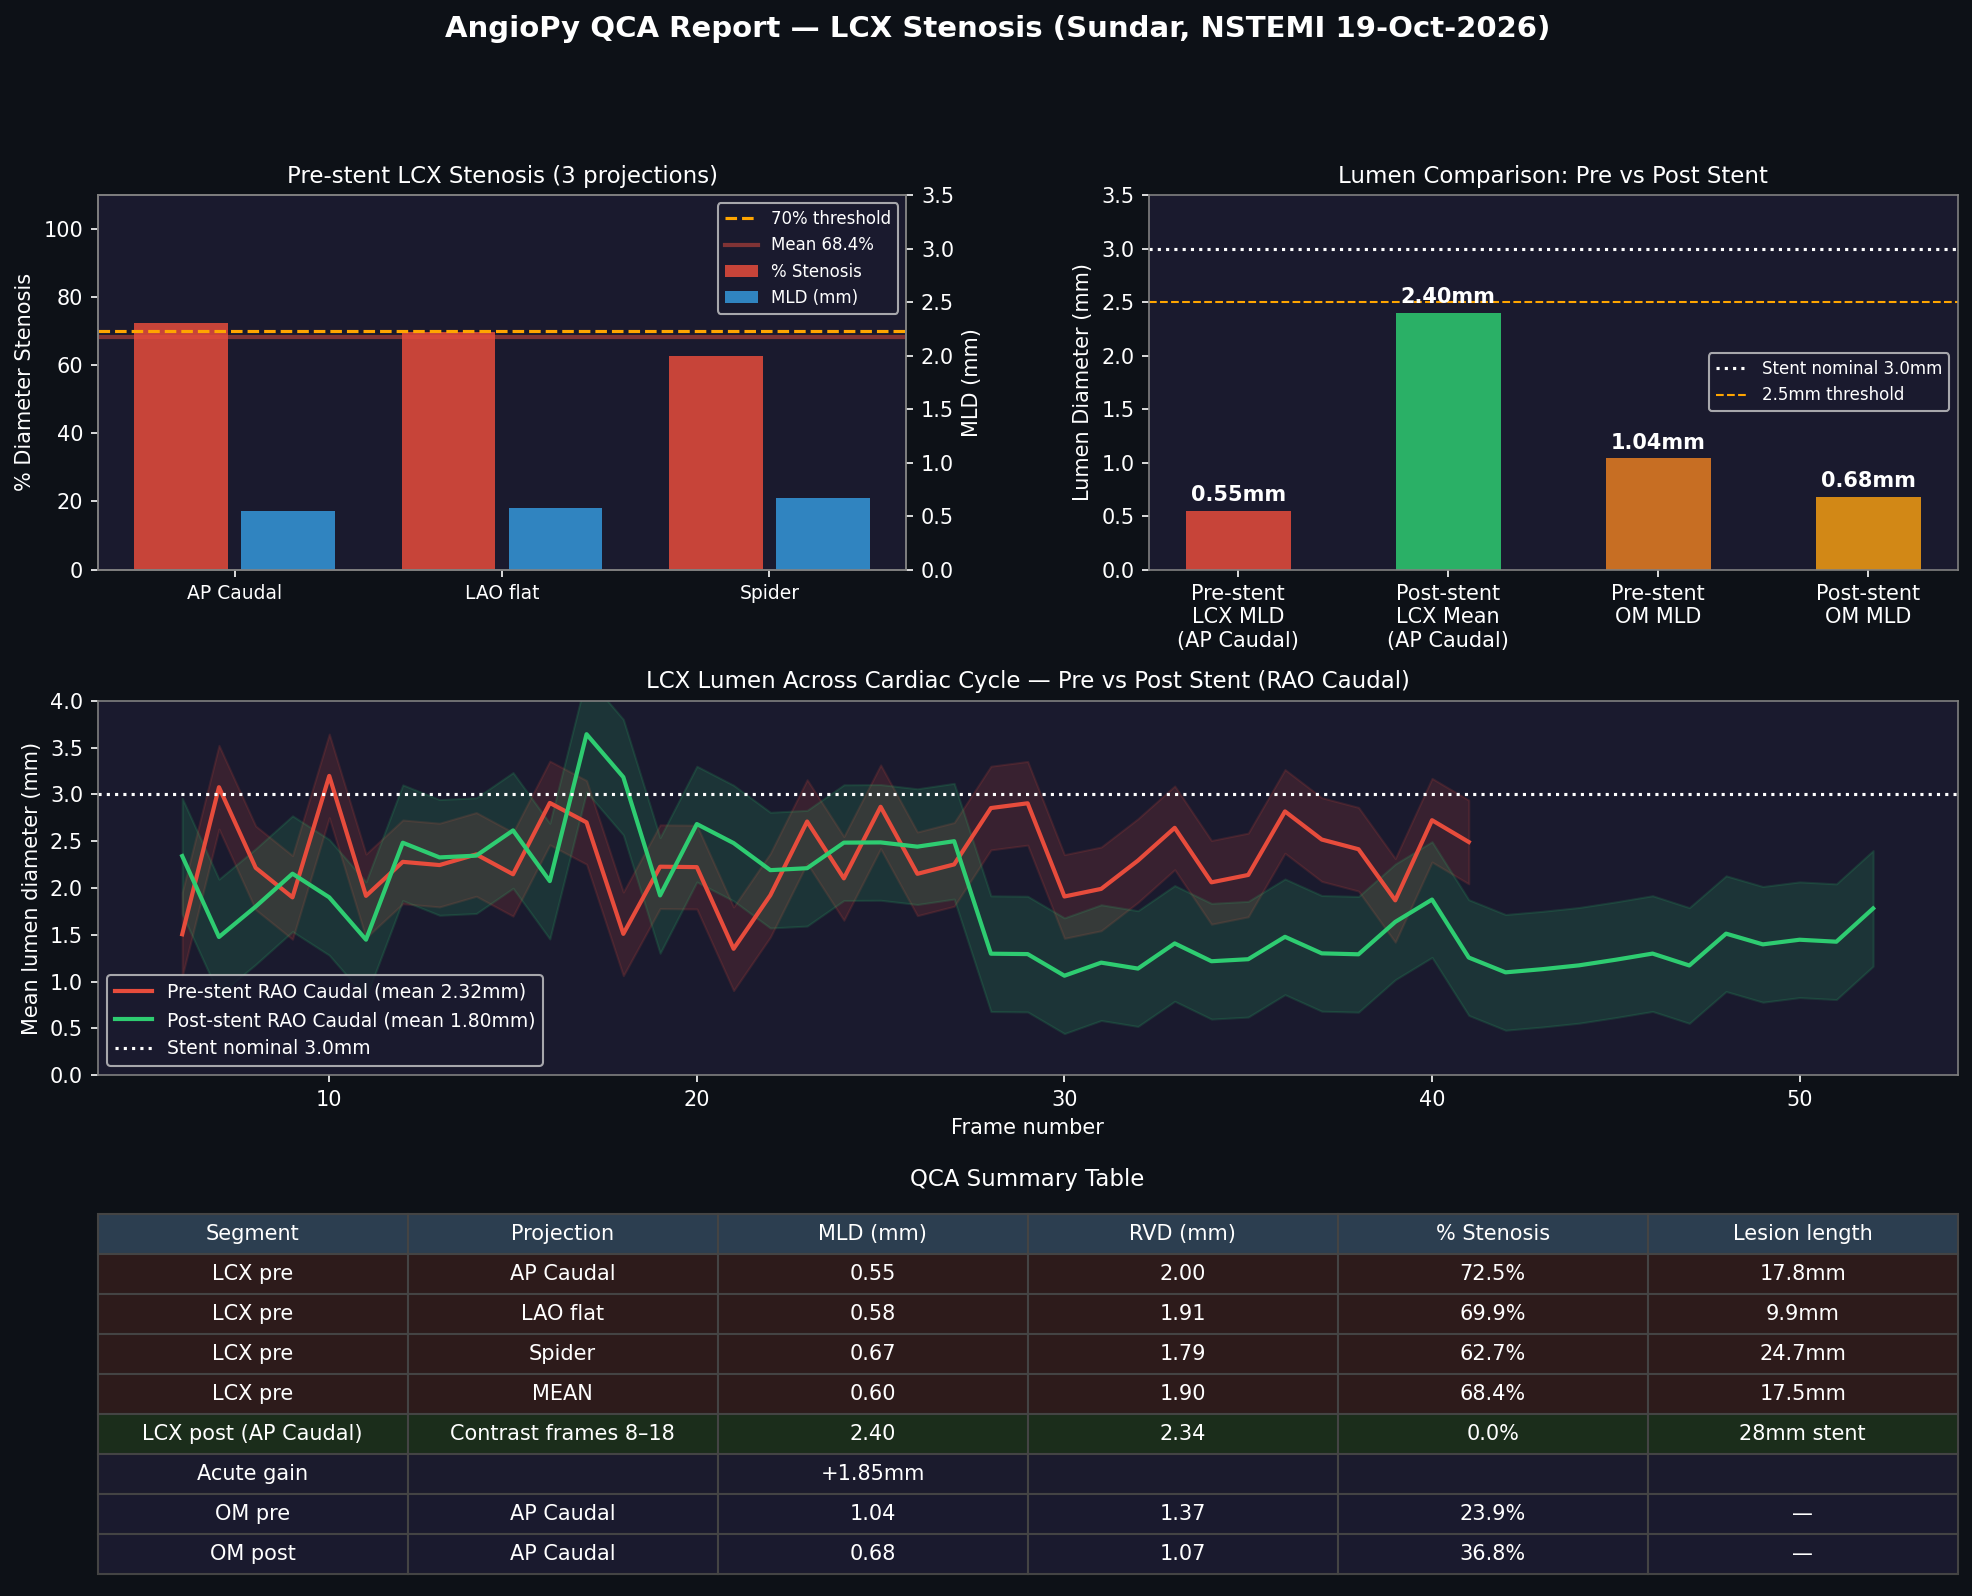 AngioPy QCA Report — LCX Stenosis (Sundar, NSTEMI 19-Oct-2026)
Pre-stent LCX Stenosis (3 projections)
% Diameter Stenosis
100
80
60
40
20
0
3.5
3.0
2.5
2.0
1.5
1.0
0.5
0.0
MLD (mm)
70% threshold
Mean 68.4%
% Stenosis
MLD (mm)
AP Caudal
LAO flat
Spider
Lumen Comparison: Pre vs Post Stent
Lumen Diameter (mm)
3.5
3.0
2.5
2.0
1.5
1.0
0.5
0.0
0.55mm
2.40mm
1.04mm
0.68mm
Stent nominal 3.0mm
2.5mm threshold
Pre-stent
LCX MLD
(AP Caudal)
Post-stent
LCX Mean
(AP Caudal)
Pre-stent
OM MLD
Post-stent
OM MLD
LCX Lumen Across Cardiac Cycle — Pre vs Post Stent (RAO Caudal)
Mean lumen diameter (mm)
4.0
3.5
3.0
2.5
2.0
1.5
1.0
0.5
0.0
Pre-stent RAO Caudal (mean 2.32mm)
Post-stent RAO Caudal (mean 1.80mm)
Stent nominal 3.0mm
10 20 30 40 50
Frame number
QCA Summary Table
Segment Projection MLD (mm) RVD (mm) % Stenosis Lesion length
LCX pre AP Caudal 0.55 2.00 72.5% 17.8mm
LCX pre LAO flat 0.58 1.91 69.9% 9.9mm
LCX pre Spider 0.67 1.79 62.7% 24.7mm
LCX pre MEAN 0.60 1.90 68.4% 17.5mm
LCX post (AP Caudal) Contrast frames 8–18 2.40 2.34 0.0% 28mm stent
Acute gain +1.85mm
OM pre AP Caudal 1.04 1.37 23.9% —
OM post AP Caudal 0.68 1.07 36.8% —